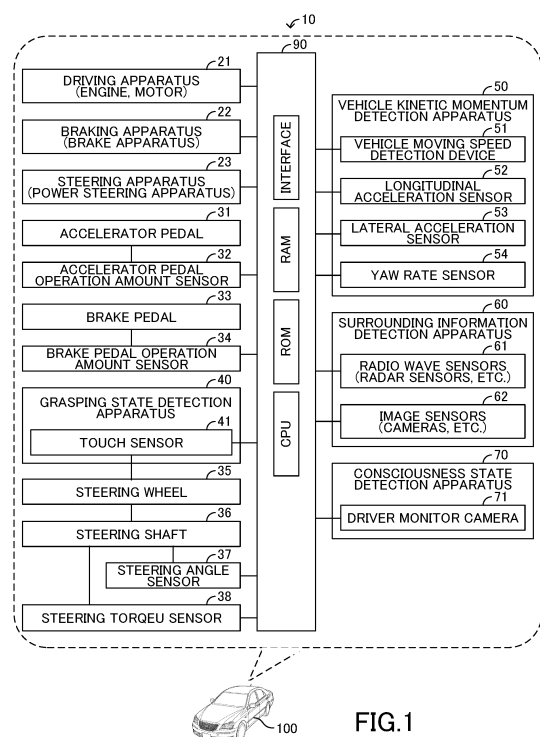 10
90
21
DRIVING APPARATUS
(ENGINE, MOTOR)
22
BRAKING APPARATUS
(BRAKE APPARATUS)
23
STEERING APPARATUS
(POWER STEERING APPARATUS)
31
ACCELERATOR PEDAL
32
ACCELERATOR PEDAL
OPERATION AMOUNT SENSOR
33
BRAKE PEDAL
34
BRAKE PEDAL OPERATION
AMOUNT SENSOR
40
GRASPING STATE DETECTION
APPARATUS
41
TOUCH SENSOR
35
STEERING WHEEL
36
STEERING SHAFT
37
STEERING ANGLE
SENSOR
38
STEERING TORQEU SENSOR
INTERFACE
RAM
ROM
CPU
50
VEHICLE KINETIC MOMENTUM
DETECTION APPARATUS
51
VEHICLE MOVING SPEED
DETECTION DEVICE
52
LONGITUDINAL
ACCELERATION SENSOR
53
LATERAL ACCELERATION
SENSOR
54
YAW RATE SENSOR
60
SURROUNDING INFORMATION
DETECTION APPARATUS
61
RADIO WAVE SENSORS
(RADAR SENSORS, ETC.)
62
IMAGE SENSORS
(CAMERAS, ETC.)
70
CONSCIOUSNESS STATE
DETECTION APPARATUS
71
DRIVER MONITOR CAMERA
100
FIG.1